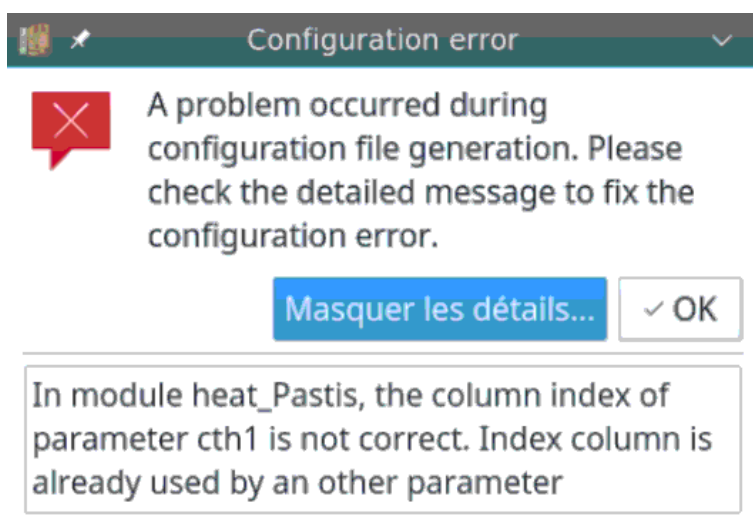 Configuration error
A problem occurred during
configuration file generation. Please
check the detailed message to fix the
configuration error.
Masquer les détails...
OK
In module heat_Pastis, the column index of
parameter cth1 is not correct. Index column is
already used by an other parameter